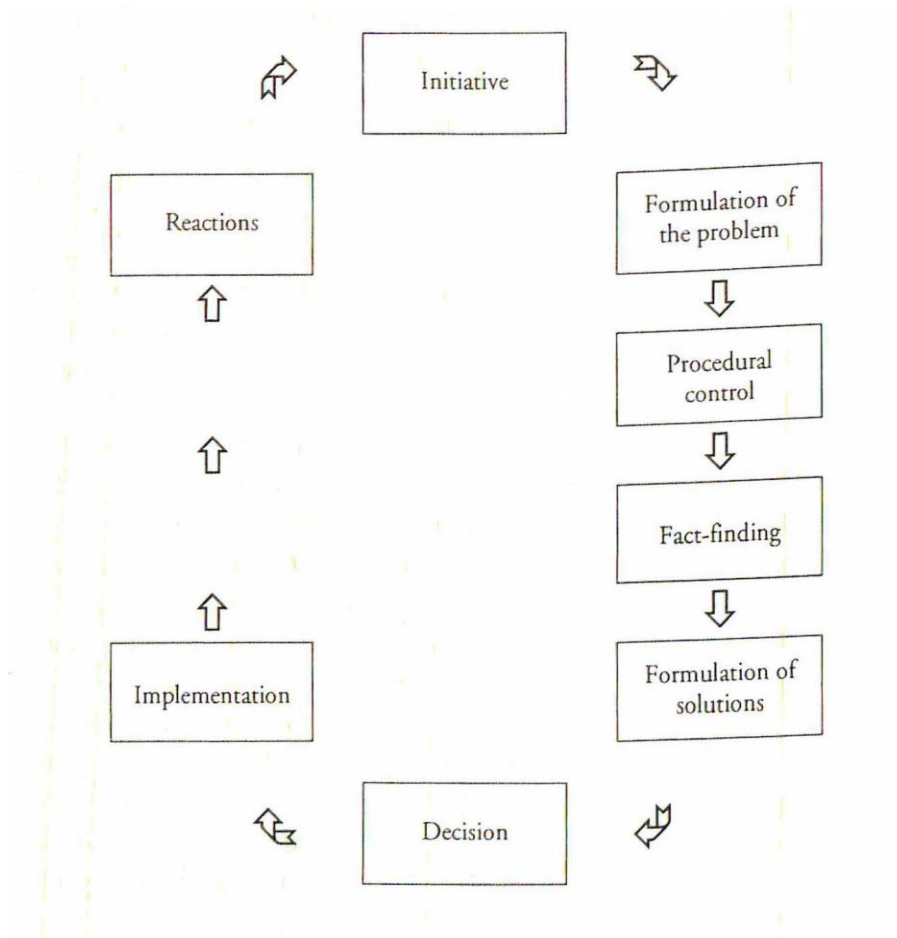 Initiative
Reactions
Formulation of
the problem
Procedural
control
Fact-finding
Formulation of
solutions
Implementation
Decision